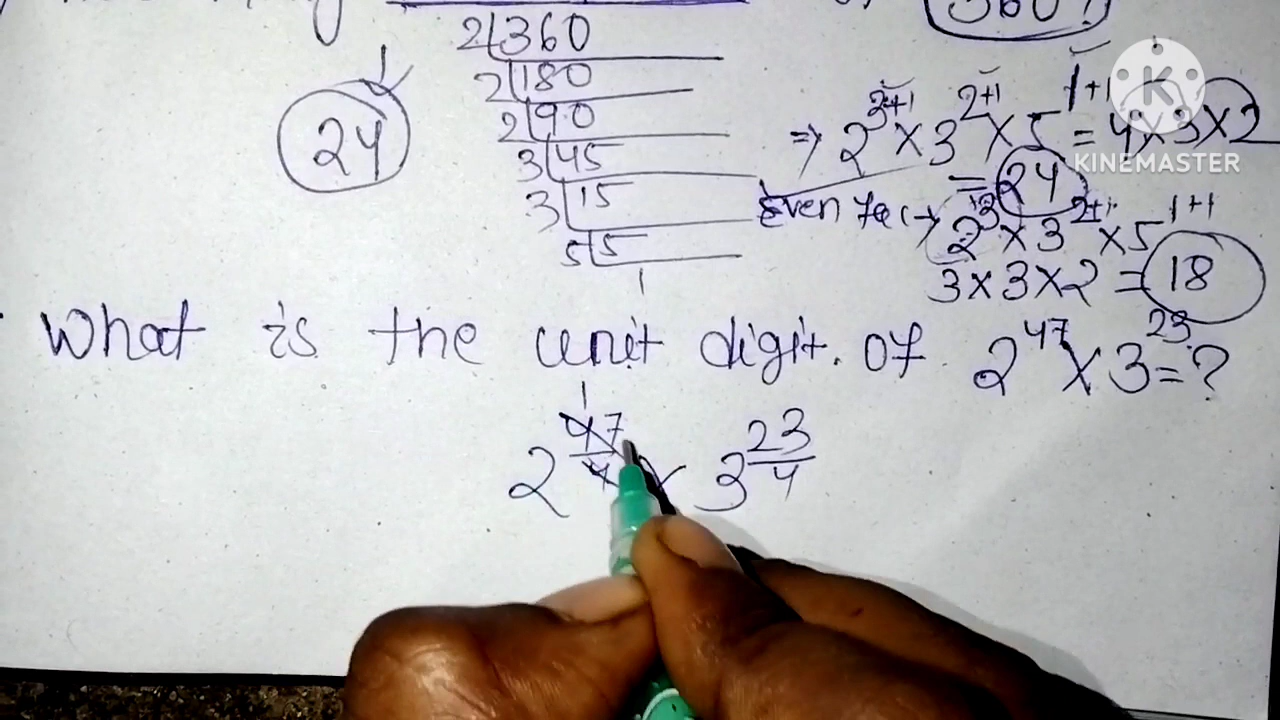 360?
2|360
2|180
2|90
3|45
3|15
5|5
24
=> 2^3+1 × 3^2+1 × 5^1+1 = 4×3×2
= 24
Even Fac → 2^3 × 3^2+1 × 5^1+1
3×3×2 = 18
What is the unit digit. Of 2^47 × 3^23 = ?
2^47/4 × 3^23/4
K
KINEMASTER